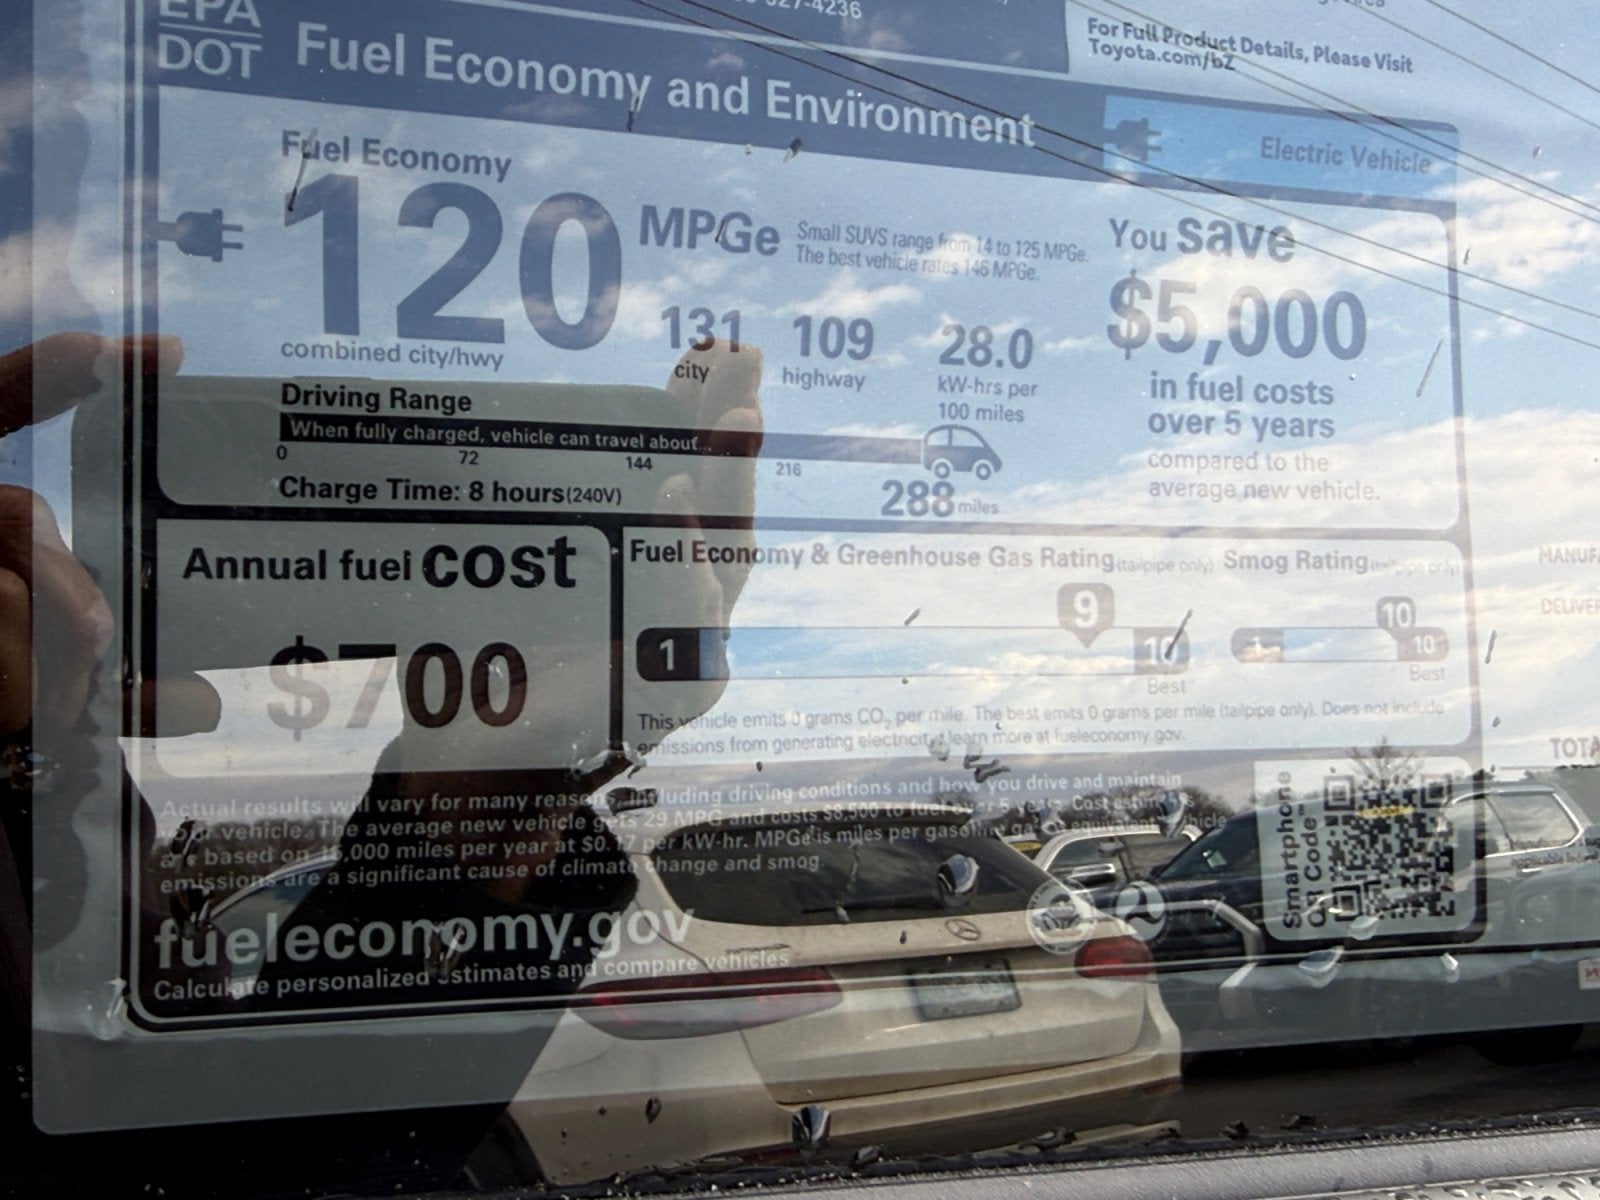 EPA
DOT
Fuel Economy and Environment
For Full Product Details, Please Visit
Toyota.com/bZ
Electric Vehicle
Fuel Economy
120 MPGe
Small SUVS range from 14 to 125 MPGe.
The best vehicle rates 146 MPGe.
combined city/hwy
131
city
109
highway
28.0
kW-hrs per
100 miles
You save
$5,000
in fuel costs
over 5 years
compared to the
average new vehicle.
Driving Range
When fully charged, vehicle can travel about...
0 72 144 216 288 miles
Charge Time: 8 hours (240V)
Annual fuel cost
$700
Fuel Economy & Greenhouse Gas Rating (tailpipe only)
1 9 10
Best
Smog Rating (tailpipe only)
1 10 10
Best
This vehicle emits 0 grams CO2 per mile. The best emits 0 grams per mile (tailpipe only). Does not include
emissions from generating electricity; learn more at fueleconomy.gov.
Actual results will vary for many reasons, including driving conditions and how you drive and maintain
your vehicle. The average new vehicle gets 29 MPG and costs $8,500 to fuel over 5 years. Cost estimates
are based on 15,000 miles per year at $0.17 per kW-hr. MPGe is miles per gasoline gallon equivalent. Vehicle
emissions are a significant cause of climate change and smog.
fueleconomy.gov
Calculate personalized estimates and compare vehicles
Smartphone
QR Code™
MANUFA
DELIVER
TOTA